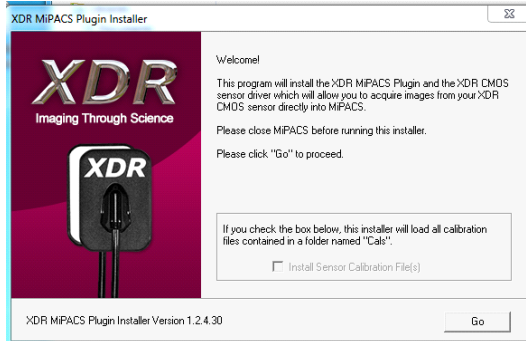 XDR MiPACS Plugin Installer
XDR
Imaging Through Science
XDR
Welcome!
This program will install the XDR MiPACS Plugin and the XDR CMOS
sensor driver which will allow you to acquire images from your XDR
CMOS sensor directly into MiPACS.
Please close MiPACS before running this installer.
Please click "Go" to proceed.
If you check the box below, this installer will load all calibration
files contained in a folder named "Cals".
Install Sensor Calibration File(s)
XDR MiPACS Plugin Installer Version 1.2.4.30
Go